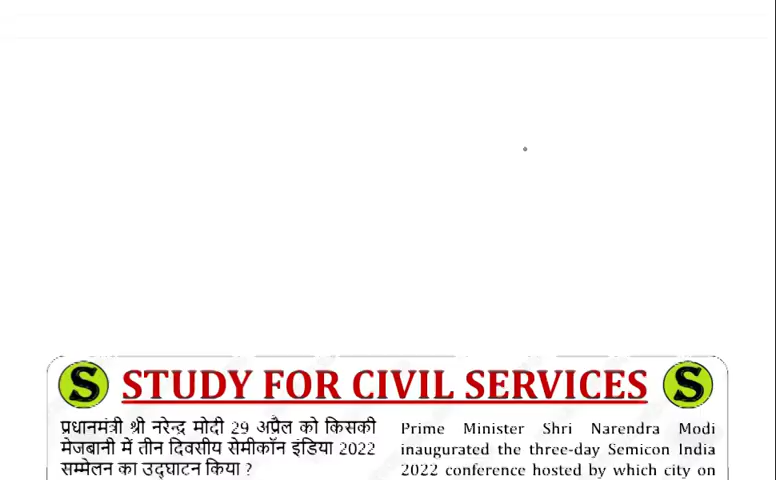 S STUDY FOR CIVIL SERVICES S
प्रधानमंत्री श्री नरेन्द्र मोदी 29 अप्रैल को किसकी
मेजबानी में तीन दिवसीय सेमीकॉन इंडिया 2022
सम्मेलन का उद्घाटन किया ?
Prime Minister Shri Narendra Modi
inaugurated the three-day Semicon India
2022 conference hosted by which city on